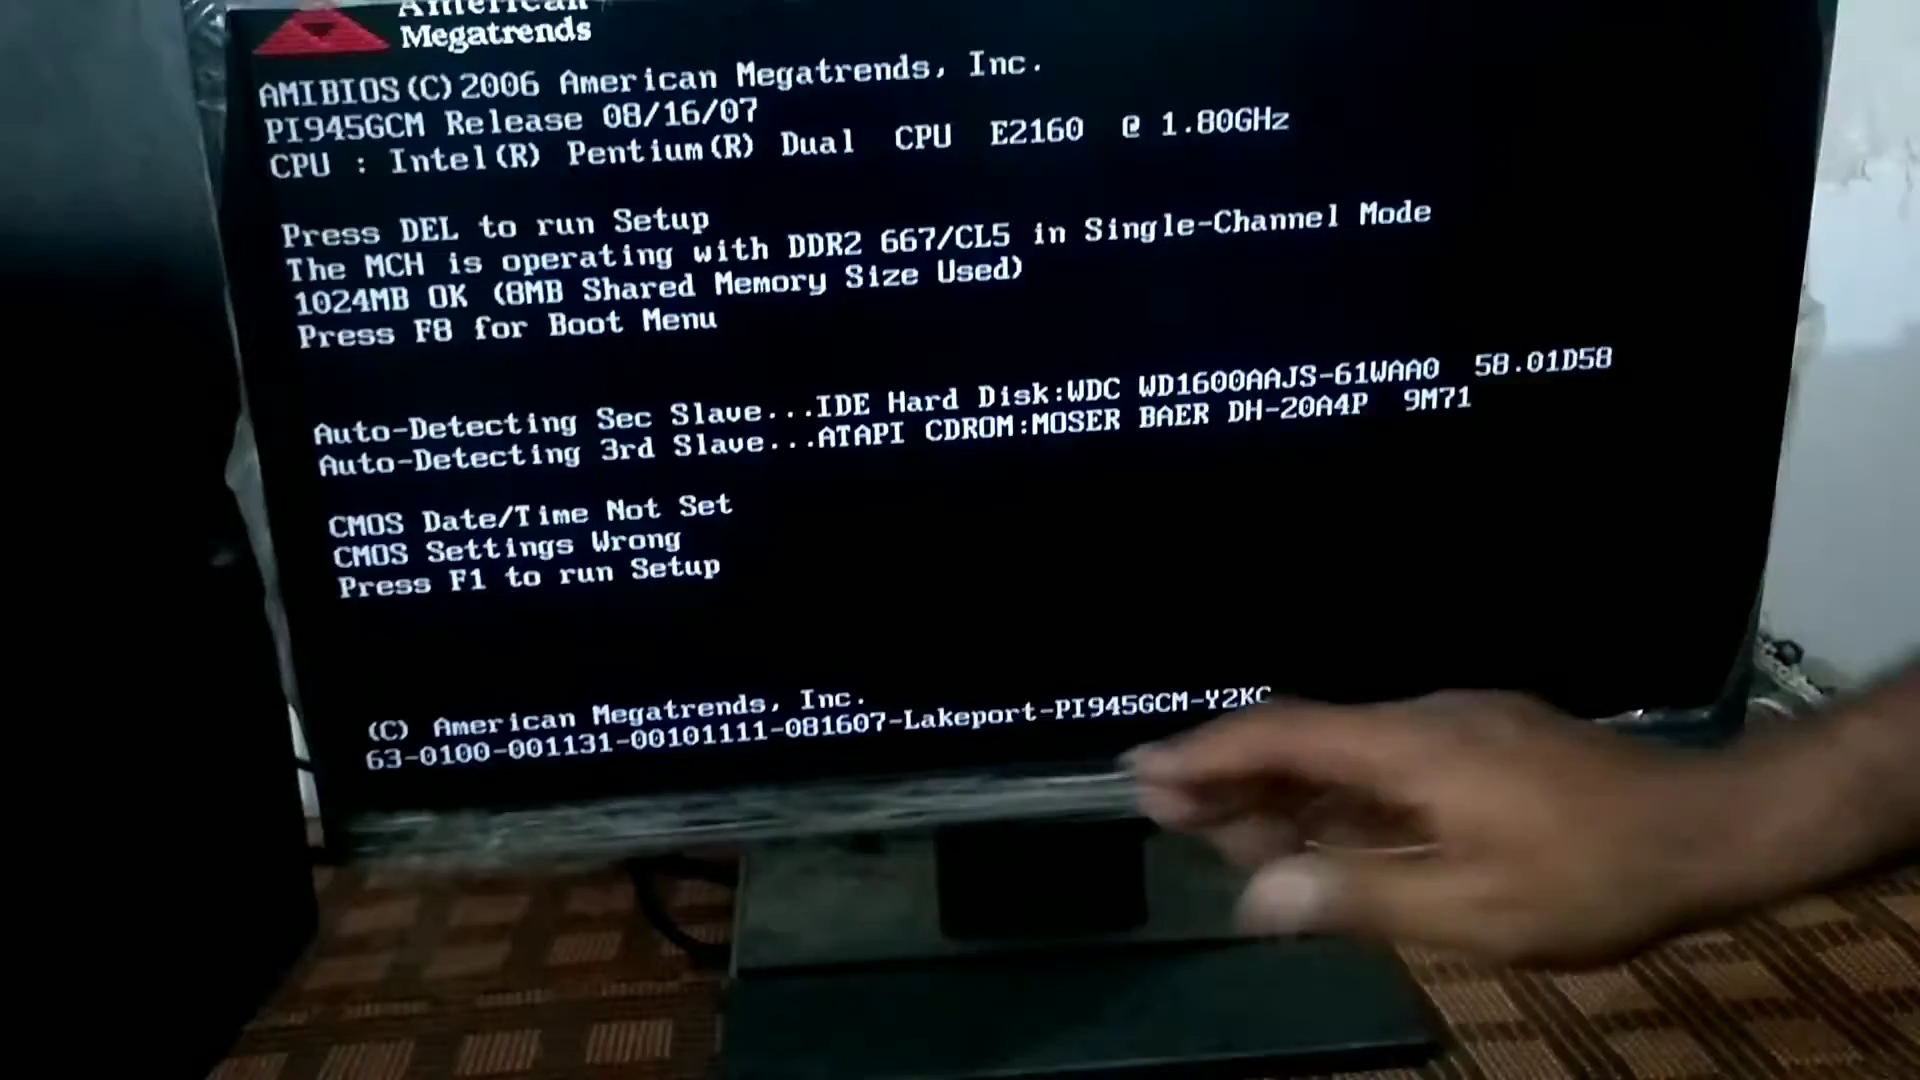 American
Megatrends
AMIBIOS(C)2006 American Megatrends, Inc.
PI945GCM Release 08/16/07
CPU : Intel(R) Pentium(R) Dual CPU E2160 @ 1.80GHz
Press DEL to run Setup
The MCH is operating with DDR2 667/CL5 in Single-Channel Mode
1024MB OK (8MB Shared Memory Size Used)
Press F8 for Boot Menu
Auto-Detecting Sec Slave...IDE Hard Disk:WDC WD1600AAJS-61WAA0 58.01D58
Auto-Detecting 3rd Slave...ATAPI CDROM:MOSER BAER DH-20A4P 9M71
CMOS Date/Time Not Set
CMOS Settings Wrong
Press F1 to run Setup
(C) American Megatrends, Inc.
63-0100-001131-00101111-081607-Lakeport-PI945GCM-Y2KC